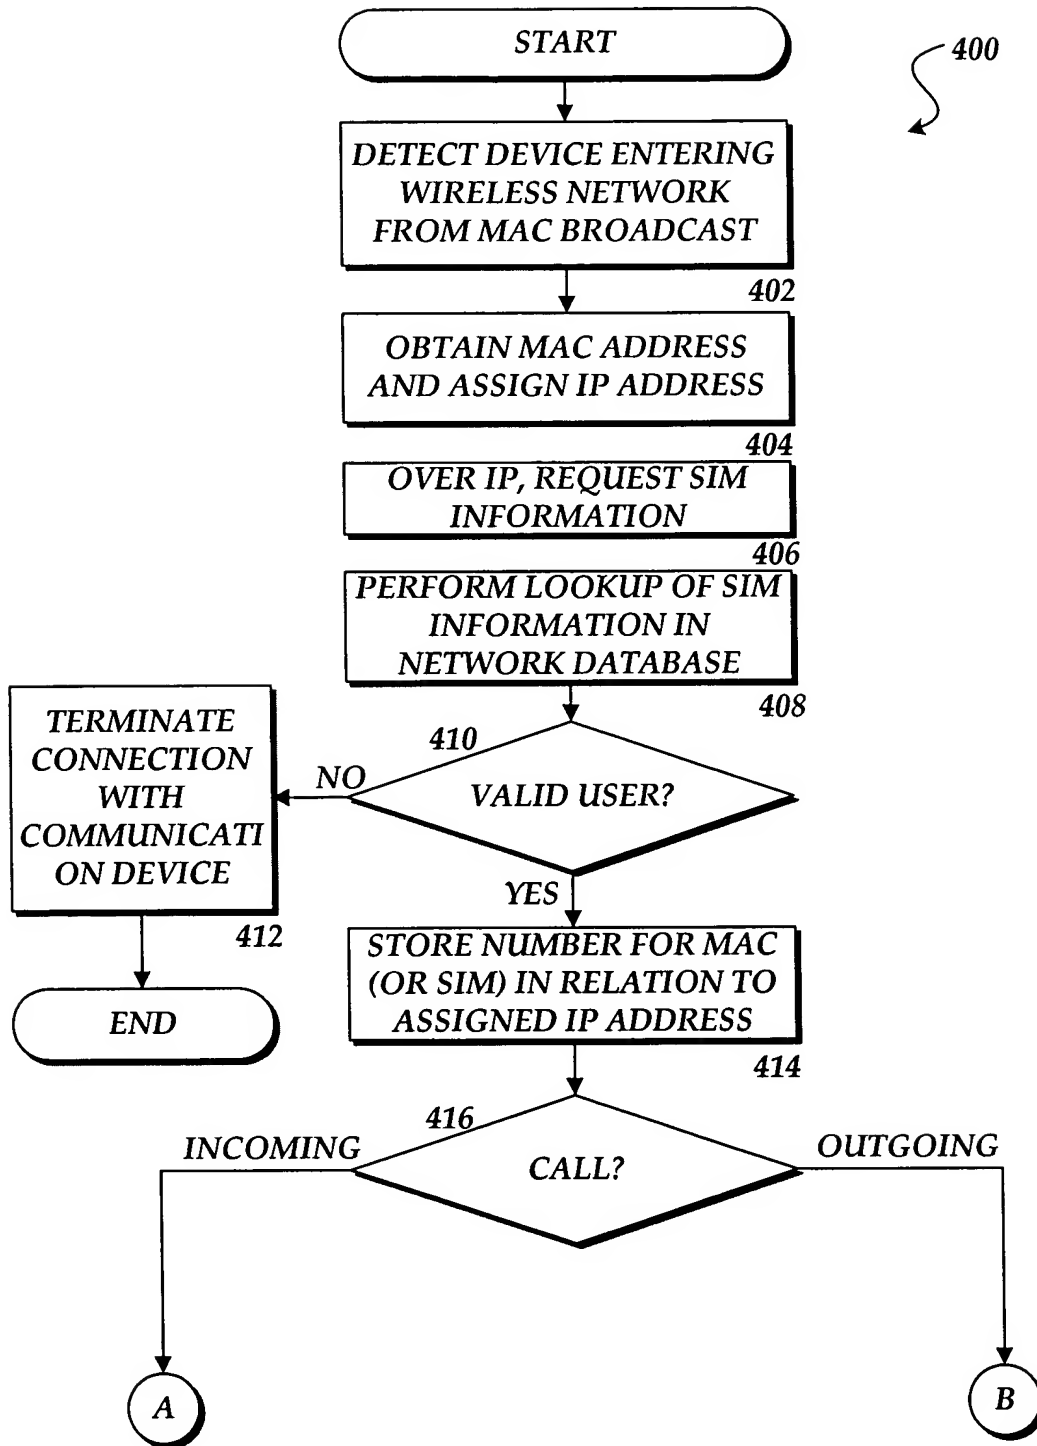 START
400
DETECT DEVICE ENTERING
WIRELESS NETWORK
FROM MAC BROADCAST
402
OBTAIN MAC ADDRESS
AND ASSIGN IP ADDRESS
404
OVER IP, REQUEST SIM
INFORMATION
406
PERFORM LOOKUP OF SIM
INFORMATION IN
NETWORK DATABASE
408
410
VALID USER?
NO
TERMINATE
CONNECTION
WITH
COMMUNICATI
ON DEVICE
412
END
YES
STORE NUMBER FOR MAC
(OR SIM) IN RELATION TO
ASSIGNED IP ADDRESS
414
416
CALL?
INCOMING
OUTGOING
A
B